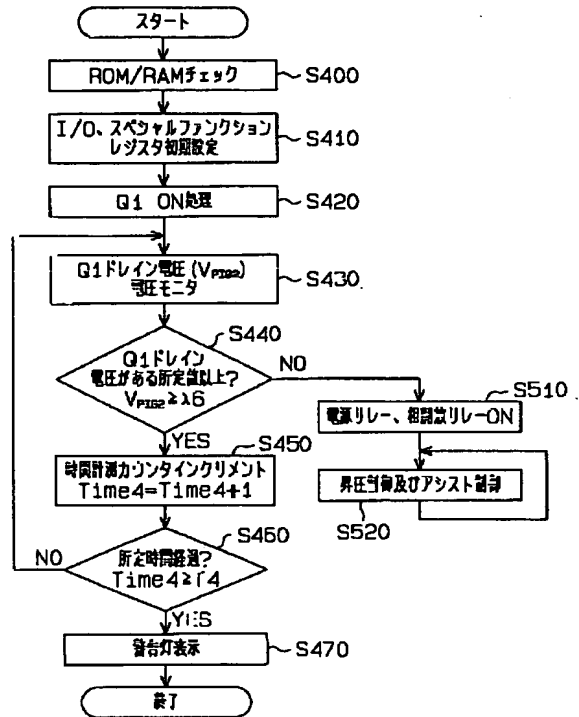 スタート
ROM/RAMチェック
S400
I/O、スペシャルファンクション
レジスタ初期設定
S410
Q1 ON処理
S420
Q1ドレイン電圧(VPIG2)
電圧モニタ
S430
S440
Q1ドレイン
電圧がある所定値以上?
VPIG2≧λ6
NO
YES
S510
電源リレー、相開放リレーON
S450
時間計測カウンタインクリメント
Time4=Time4+1
昇圧制御及びアシスト制御
S520
S460
所定時間経過?
Time4≧Γ4
NO
YES
警告灯表示
S470
終了